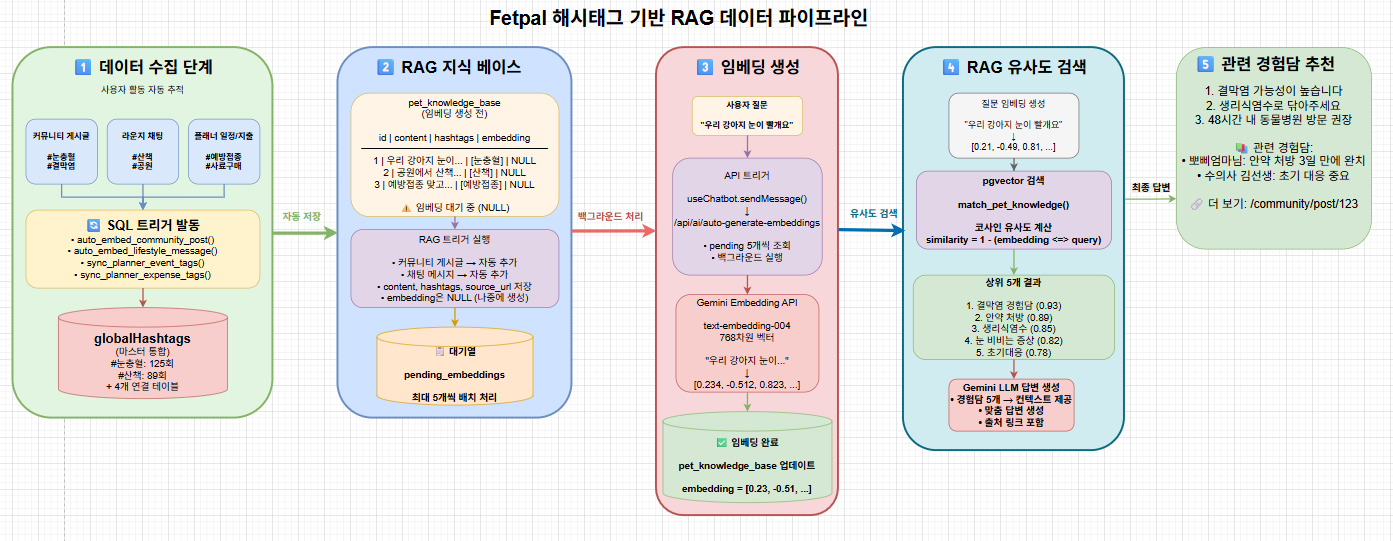 Fetpal 해시태그 기반 RAG 데이터 파이프라인
1 데이터 수집 단계
사용자 활동 자동 추적
커뮤니티 게시글
#눈충혈
#결막염
라운지 채팅
#산책
#공원
플래너 일정/지출
#예방접종
#사료구매
🔄 SQL 트리거 발동
• auto_embed_community_post()
• auto_embed_lifestyle_message()
• sync_planner_event_tags()
• sync_planner_expense_tags()
globalHashtags
(마스터 통합)
#눈충혈: 125회
#산책: 89회
+ 4개 연결 테이블
자동 저장
2 RAG 지식 베이스
pet_knowledge_base
(임베딩 생성 전)
id | content | hashtags | embedding
1 | 우리 강아지 눈이... | [눈충혈] | NULL
2 | 공원에서 산책... | [산책] | NULL
3 | 예방접종 맞고... | [예방접종] | NULL
⚠️ 임베딩 대기 중 (NULL)
RAG 트리거 실행
• 커뮤니티 게시글 → 자동 추가
• 채팅 메시지 → 자동 추가
• content, hashtags, source_url 저장
• embedding은 NULL (나중에 생성)
📋 대기열
pending_embeddings
최대 5개씩 배치 처리
백그라운드 처리
3 임베딩 생성
사용자 질문
"우리 강아지 눈이 빨개요"
API 트리거
useChatbot.sendMessage()
↓
/api/ai/auto-generate-embeddings
• pending 5개씩 조회
• 백그라운드 실행
Gemini Embedding API
text-embedding-004
768차원 벡터
"우리 강아지 눈이..."
↓
[0.234, -0.512, 0.823, ...]
✅ 임베딩 완료
pet_knowledge_base 업데이트
embedding = [0.23, -0.51, ...]
유사도 검색
4 RAG 유사도 검색
질문 임베딩 생성
"우리 강아지 눈이 빨개요"
↓
[0.21, -0.49, 0.81, ...]
pgvector 검색
match_pet_knowledge()
코사인 유사도 계산
similarity = 1 - (embedding <=> query)
상위 5개 결과
1. 결막염 경험담 (0.93)
2. 안약 처방 (0.89)
3. 생리식염수 (0.85)
4. 눈 비비는 증상 (0.82)
5. 초기대응 (0.78)
Gemini LLM 답변 생성
• 경험담 5개 → 컨텍스트 제공
• 맞춤 답변 생성
• 출처 링크 포함
최종 답변
5 관련 경험담 추천
1. 결막염 가능성이 높습니다
2. 생리식염수로 닦아주세요
3. 48시간 내 동물병원 방문 권장
📚 관련 경험담:
• 뽀삐엄마님: 안약 처방 3일 만에 완치
• 수의사 김선생: 초기 대응 중요
🔗 더 보기: /community/post/123